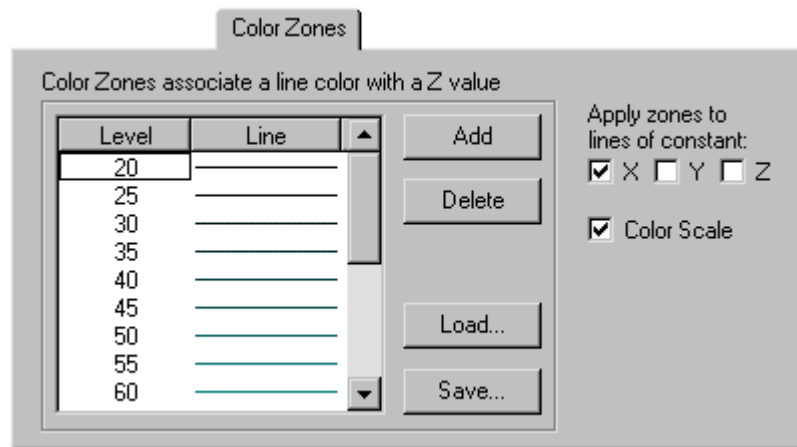 Color Zones
Color Zones associate a line color with a Z value
Level Line
20
25
30
35
40
45
50
55
60
Add
Delete
Load...
Save...
Apply zones to
lines of constant:
X Y Z
Color Scale